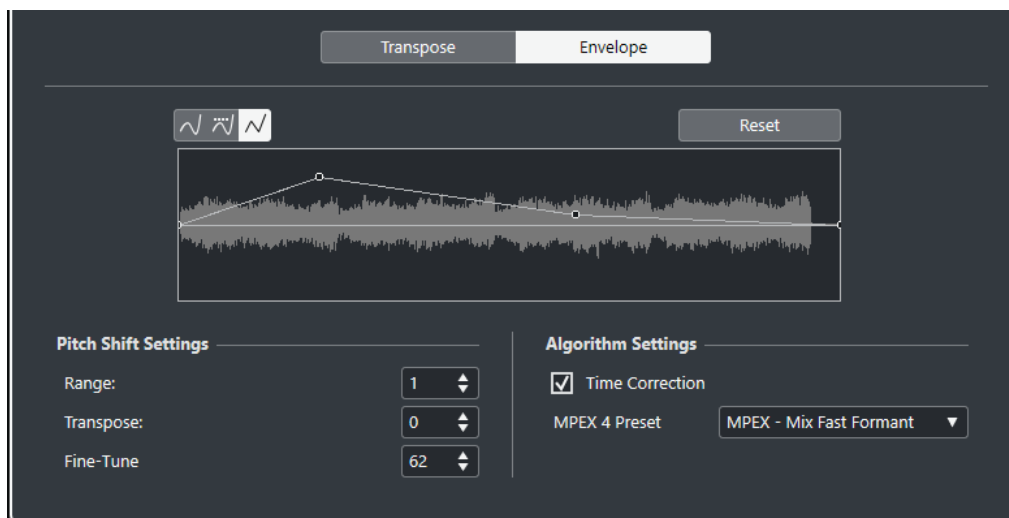 Transpose Envelope
Reset
Pitch Shift Settings
Range: 1
Transpose: 0
Fine-Tune 62
Algorithm Settings
Time Correction
MPEX 4 Preset MPEX - Mix Fast Formant